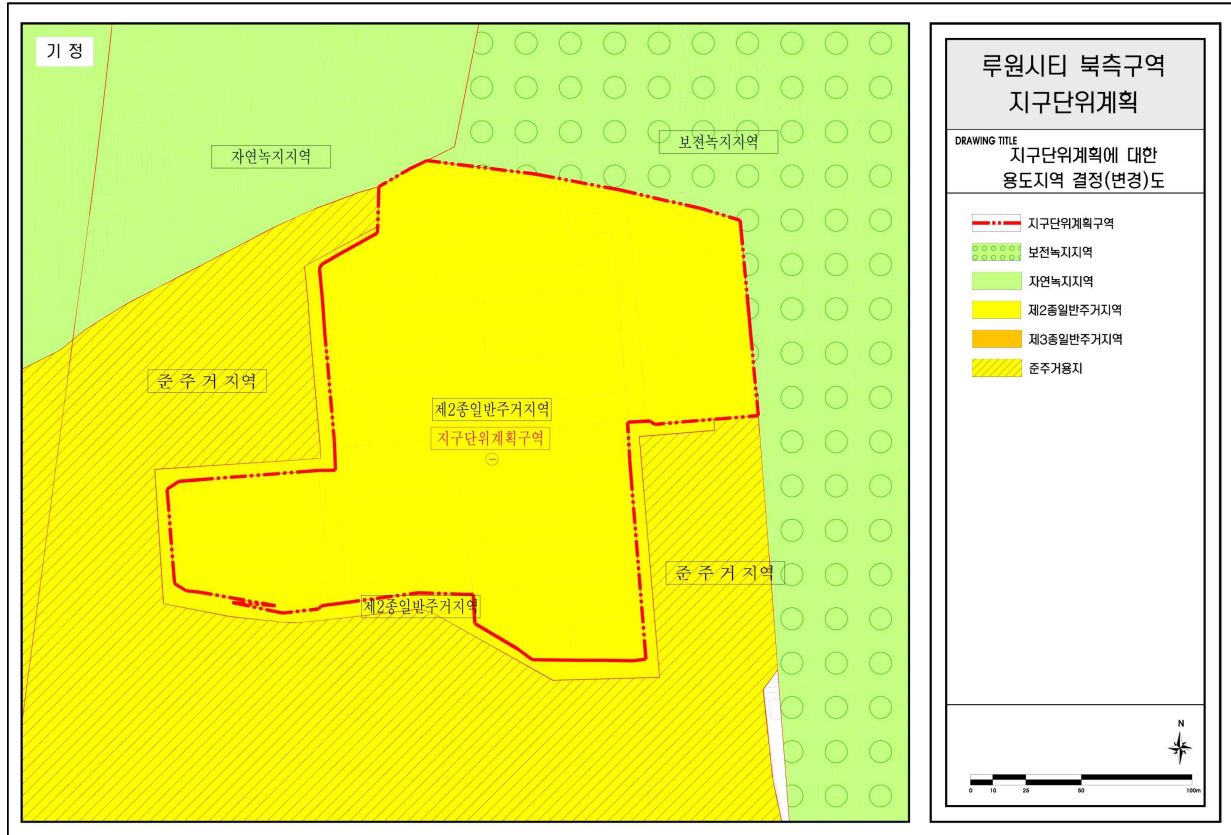 기 정
자연녹지지역
보전녹지지역
준 주 거 지 역
제2종일반주거지역
지구단위계획구역
준 주 거 지 역
제2종일반주거지역
루원시티 북측구역
지구단위계획
DRAWING TITLE
지구단위계획에 대한
용도지역 결정(변경)도
지구단위계획구역
보전녹지지역
자연녹지지역
제2종일반주거지역
제3종일반주거지역
준주거용지
N
0 10 25 50 100m